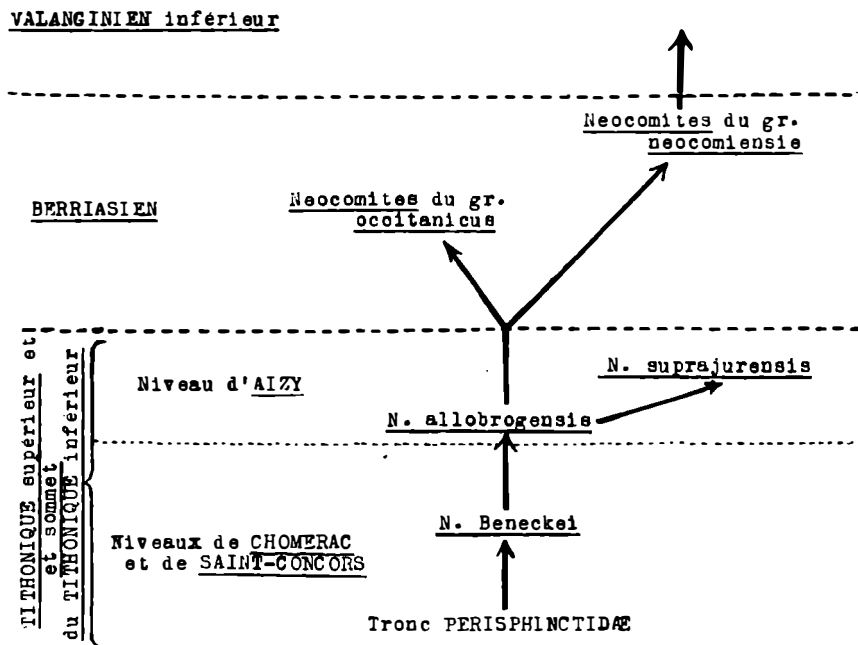 VALANGINIEN inférieur
Neocomites du gr.
neocomiensie
Neocomites du gr.
occitanicus
BERRIASIEN
TITHONIQUE supérieur et
et sommet
du TITHONIQUE inférieur
Niveau d'AIZY
N. suprajurensis
N. allobrogensis
N. Beneckei
Niveaux de CHOMERAC
et de SAINT-CONCORS
Tronc PERISPHINCTIDÆ